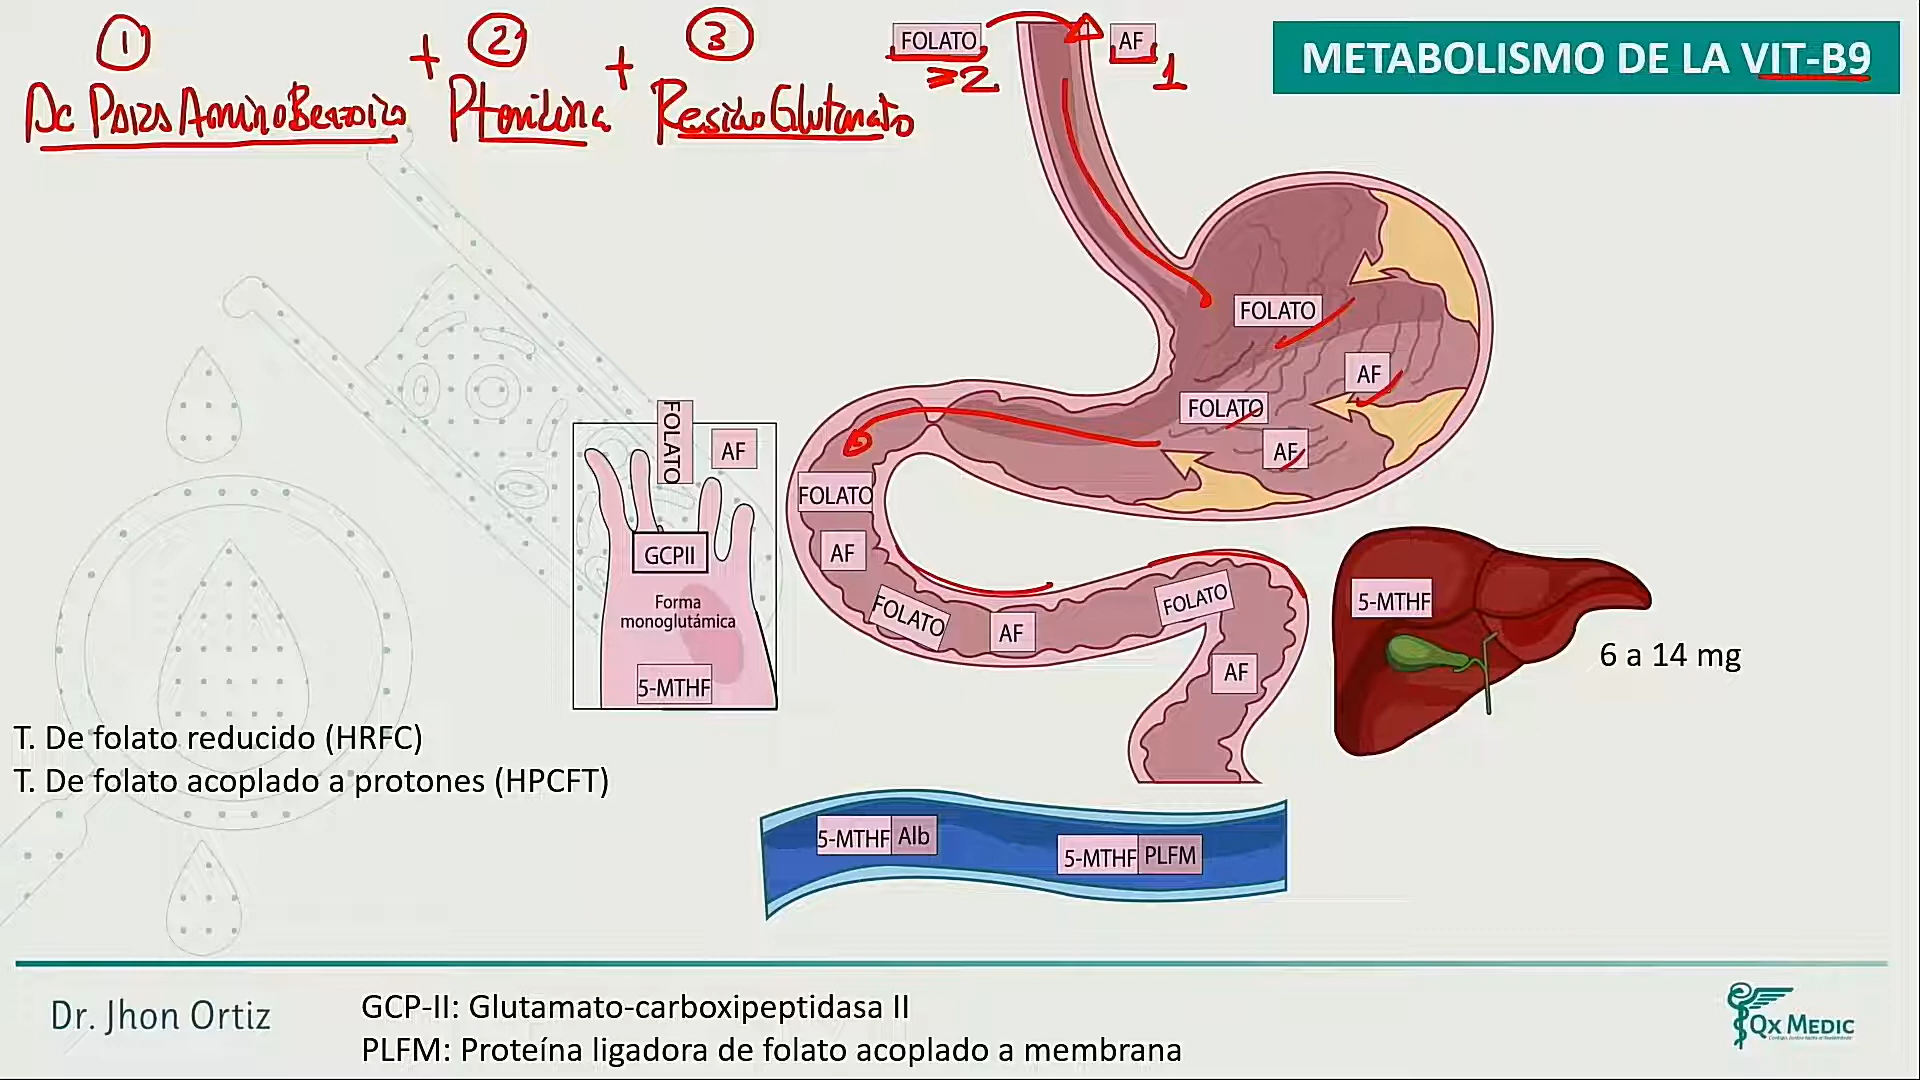 ① + ② + ③
Ac Para Amino Benzoico Residuo Glutamato
FOLATO
≥2
AF
1
METABOLISMO DE LA VIT-B9
FOLATO
AF
FOLATO
AF
FOLATO
AF
GCPII
Forma
monoglutámica
5-MTHF
FOLATO
AF
FOLATO
AF
FOLATO
AF
5-MTHF
6 a 14 mg
T. De folato reducido (HRFC)
T. De folato acoplado a protones (HPCFT)
5-MTHF Alb
5-MTHF PLFM
Dr. Jhon Ortiz
GCP-II: Glutamato-carboxipeptidasa II
PLFM: Proteína ligadora de folato acoplado a membrana
QX MEDIC